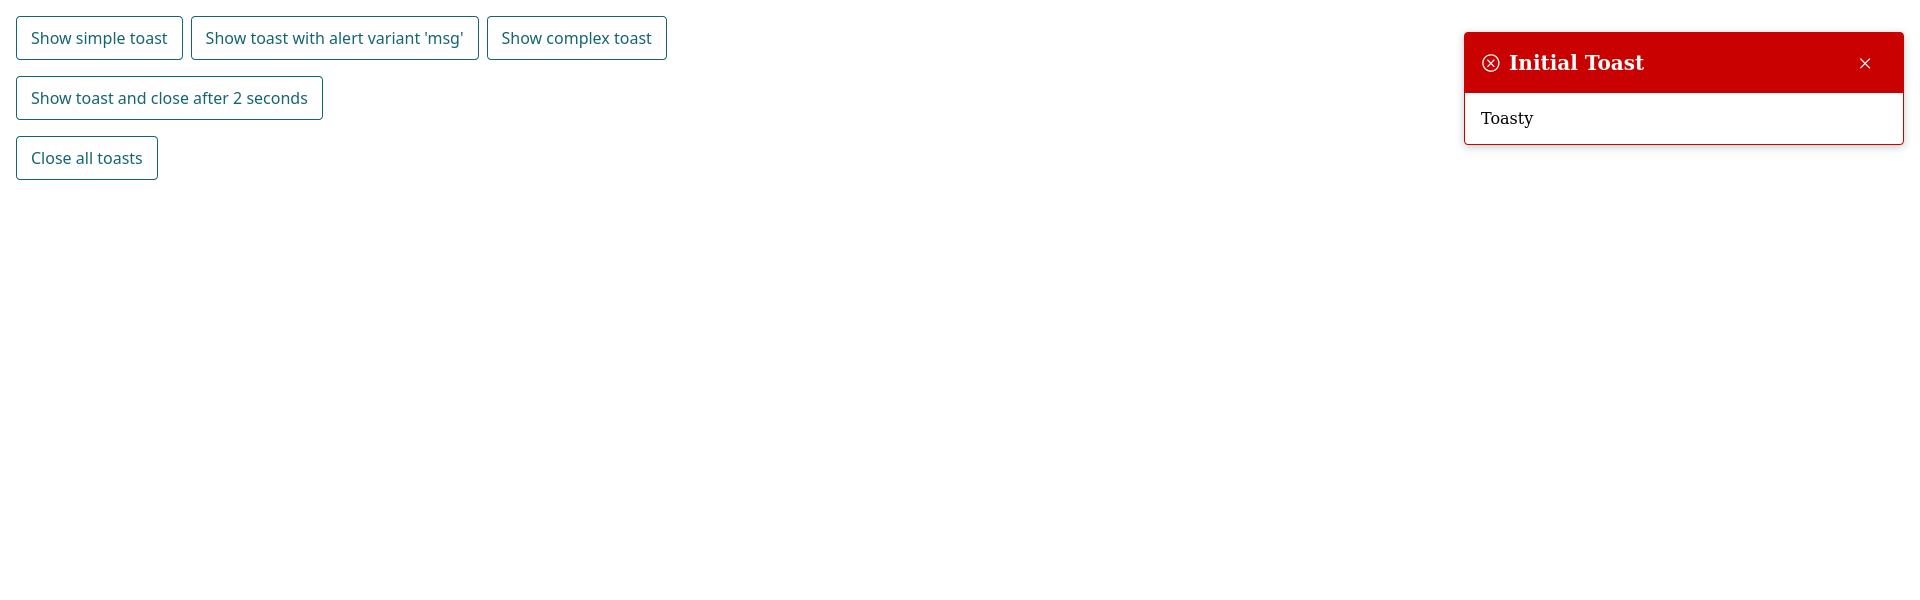 Show simple toast
Show toast with alert variant 'msg'
Show complex toast
Show toast and close after 2 seconds
Close all toasts
Initial Toast
Toasty